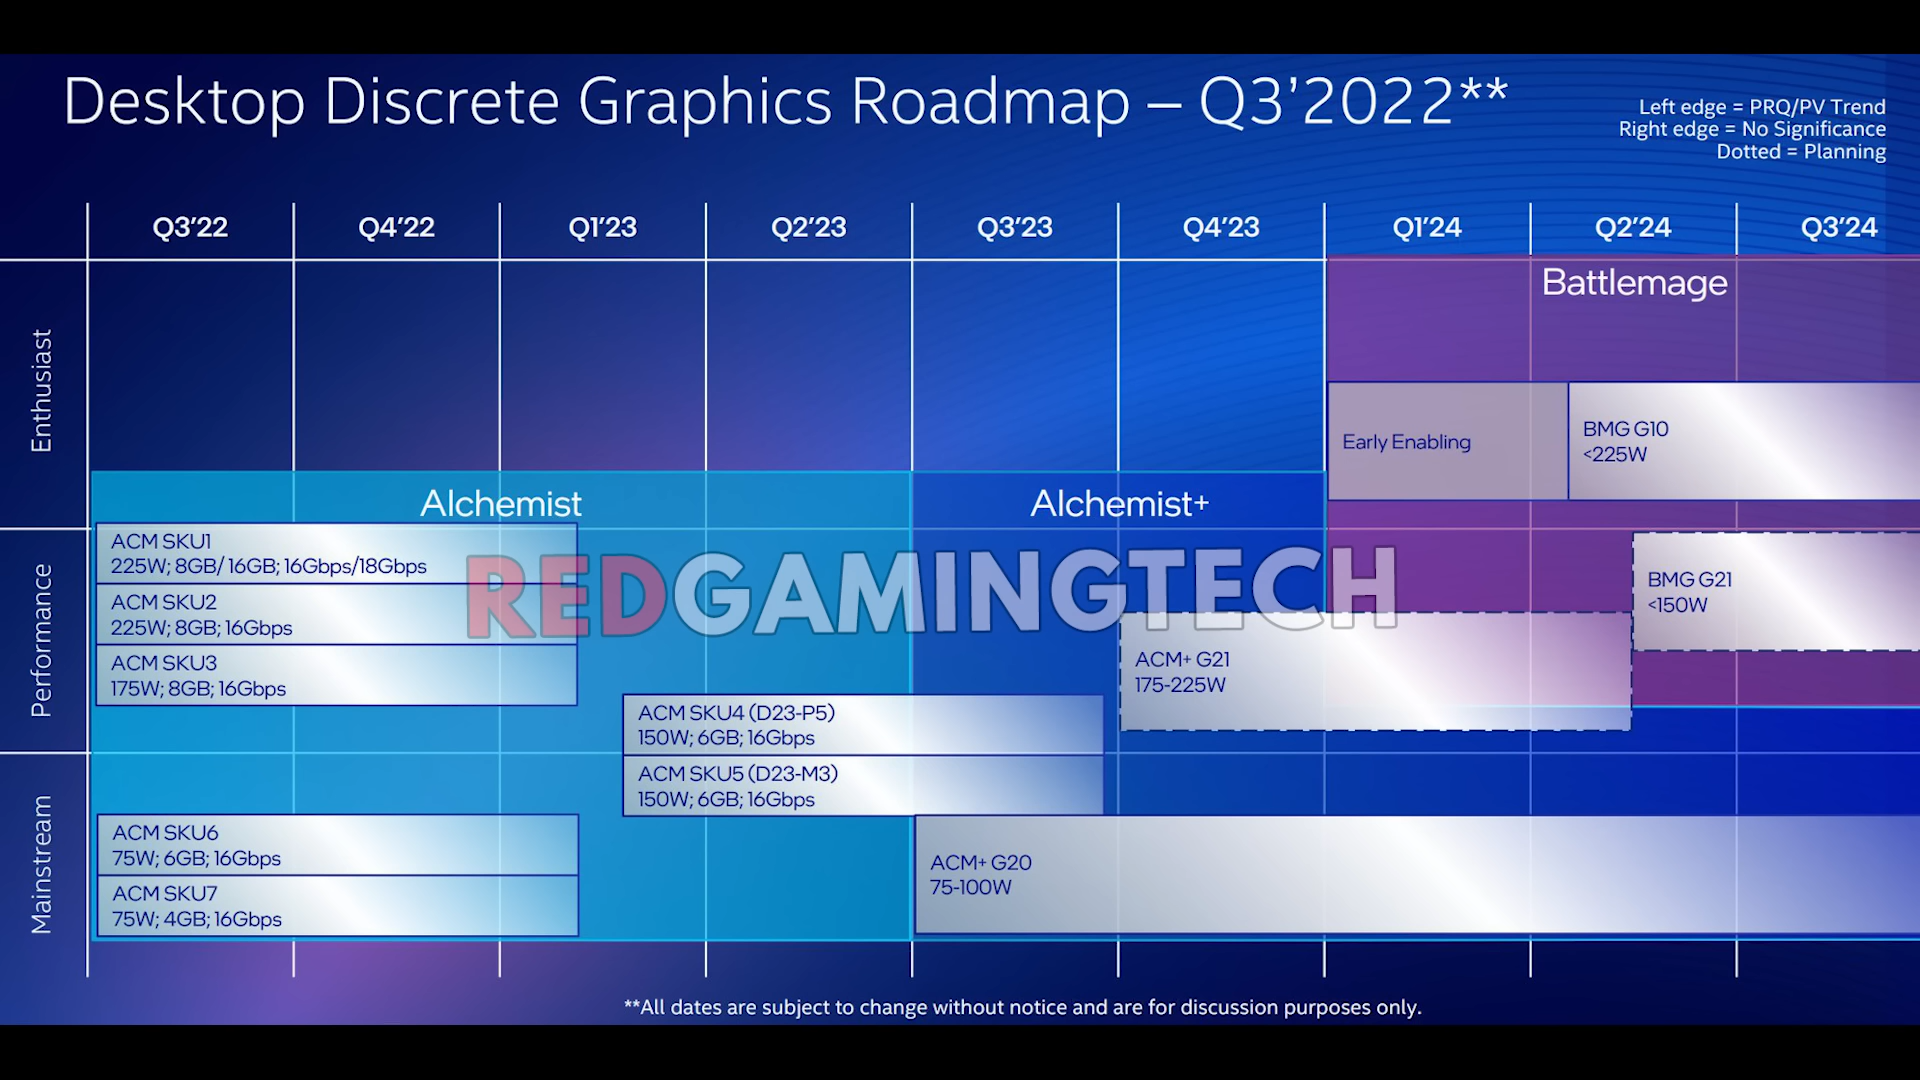 Desktop Discrete Graphics Roadmap – Q3’2022**
Left edge = PRQ/PV Trend
Right edge = No Significance
Dotted = Planning
Q3’22
Q4’22
Q1’23
Q2’23
Q3’23
Q4’23
Q1’24
Q2’24
Q3’24
Enthusiast
Battlemage
Early Enabling
BMG G10
<225W
Alchemist
Alchemist+
Performance
ACM SKU1
225W; 8GB/ 16GB; 16Gbps/18Gbps
ACM SKU2
225W; 8GB; 16Gbps
ACM SKU3
175W; 8GB; 16Gbps
REDGAMINGTECH
BMG G21
<150W
ACM+ G21
175-225W
ACM SKU4 (D23-P5)
150W; 6GB; 16Gbps
ACM SKU5 (D23-M3)
150W; 6GB; 16Gbps
Mainstream
ACM SKU6
75W; 6GB; 16Gbps
ACM SKU7
75W; 4GB; 16Gbps
ACM+ G20
75-100W
**All dates are subject to change without notice and are for discussion purposes only.